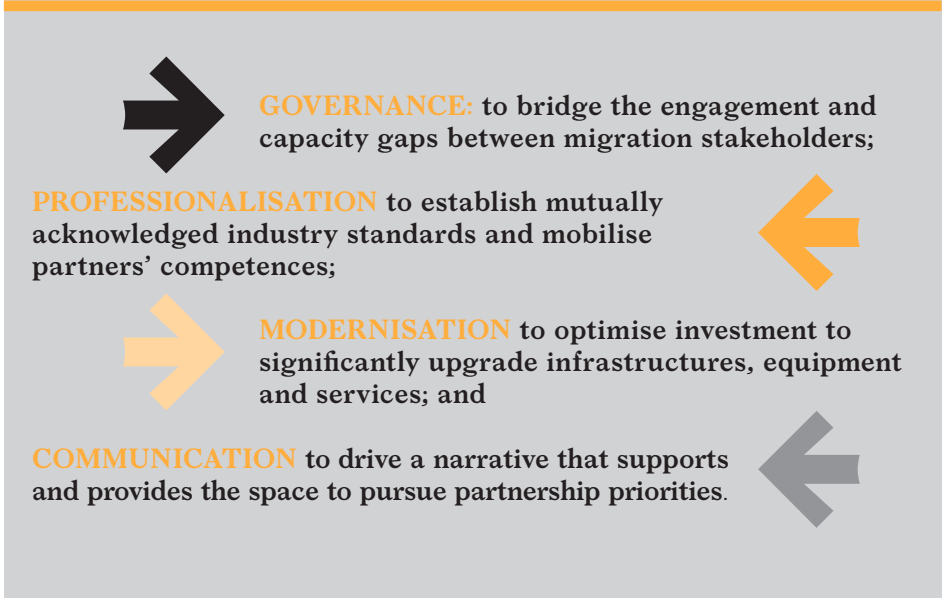 GOVERNANCE: to bridge the engagement and
capacity gaps between migration stakeholders;
PROFESSIONALISATION to establish mutually
acknowledged industry standards and mobilise
partners’ competences;
MODERNISATION to optimise investment to
significantly upgrade infrastructures, equipment
and services; and
COMMUNICATION to drive a narrative that supports
and provides the space to pursue partnership priorities.